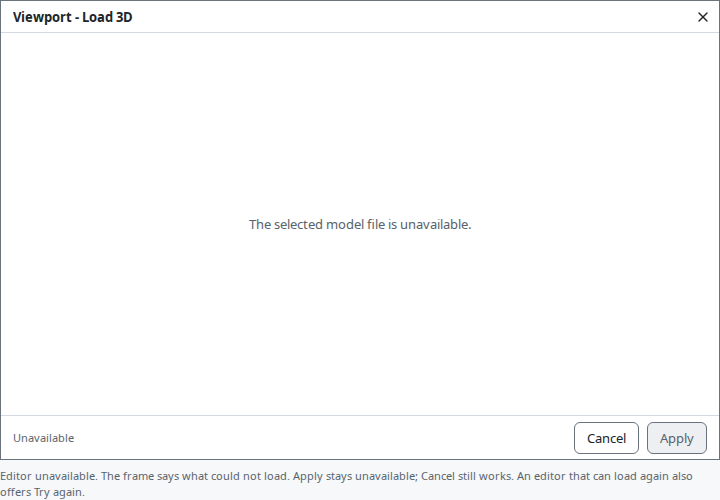 Viewport - Load 3D
The selected model file is unavailable.
Unavailable
Cancel
Apply
Editor unavailable. The frame says what could not load. Apply stays unavailable; Cancel still works. An editor that can load again also
offers Try again.